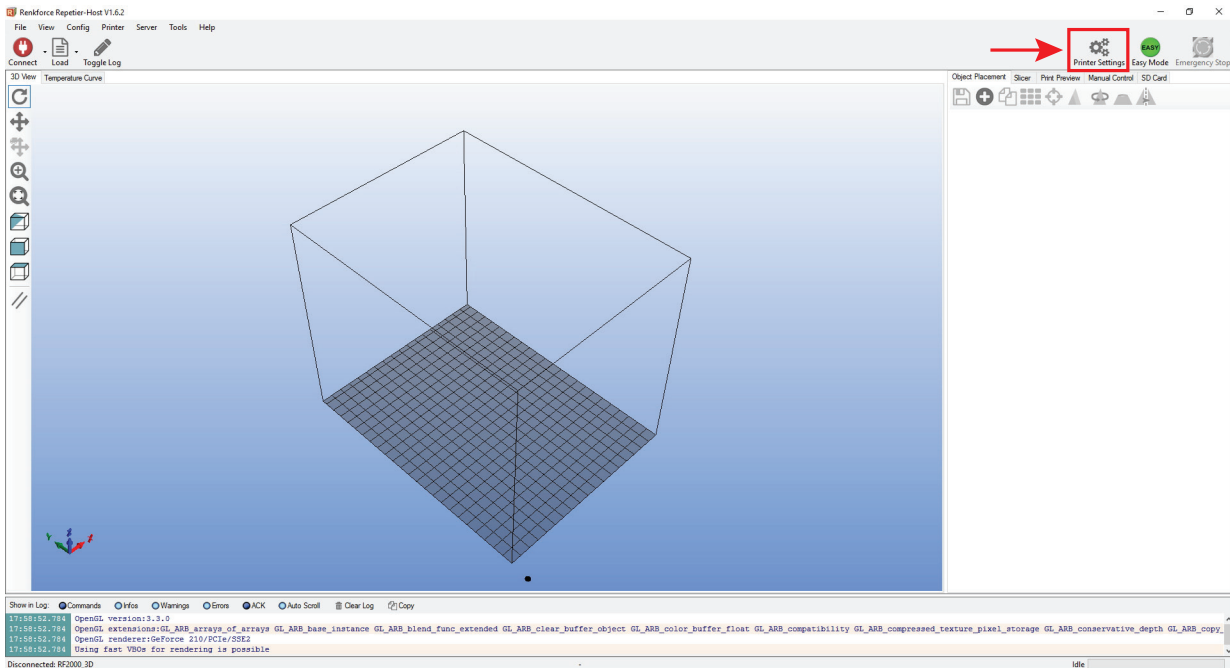 Renkforce Repetier-Host V1.6.2
File View Config Printer Server Tools Help
Connect Load Toggle Log Printer Settings EASY Easy Mode Emergency Stop
3D View Temperature Curve Object Placement Slicer Print Preview Manual Control SD Card
Show in Log: Commands Infos Warnings Errors ACK Auto Scroll Clear Log Copy
17:58:52.784 OpenGL version:3.3.0
17:58:52.784 OpenGL extensions:GL_ARB_arrays_of_arrays GL_ARB_base_instance GL_ARB_blend_func_extended GL_ARB_clear_buffer_object GL_ARB_color_buffer_float GL_ARB_compatibility GL_ARB_compressed_texture_pixel_storage GL_ARB_conservative_depth GL_ARB_copy_
17:58:52.784 OpenGL renderer:GeForce 210/PCIe/SSE2
17:58:52.784 Using fast VBOs for rendering is possible
Disconnected: RF2000_3D - Idle